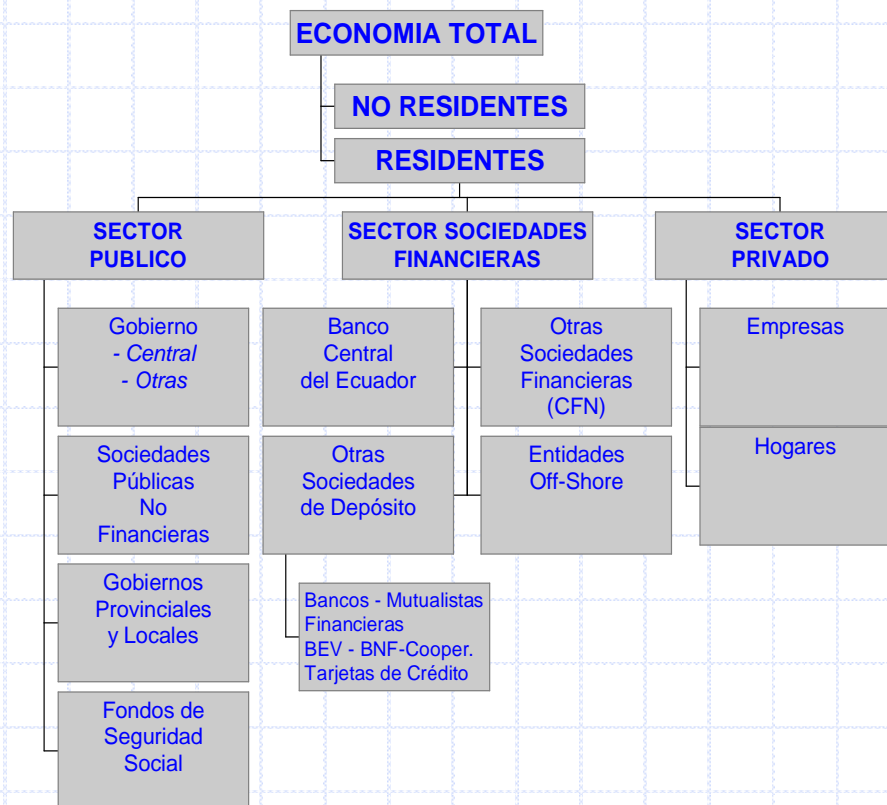 ECONOMIA TOTAL
NO RESIDENTES
RESIDENTES
SECTOR
PUBLICO
SECTOR SOCIEDADES
FINANCIERAS
SECTOR
PRIVADO
Gobierno
- Central
- Otras
Sociedades
Públicas
No
Financieras
Gobiernos
Provinciales
y Locales
Fondos de
Seguridad
Social
Banco
Central
del Ecuador
Otras
Sociedades
Financieras
(CFN)
Otras
Sociedades
de Depósito
Entidades
Off-Shore
Bancos - Mutualistas
Financieras
BEV - BNF-Cooper.
Tarjetas de Crédito
Empresas
Hogares